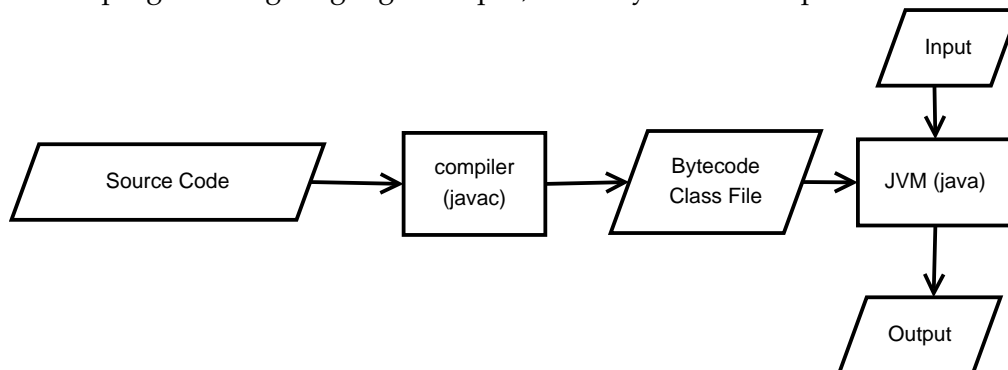 Input
Source Code
compiler
(javac)
Bytecode
Class File
JVM (java)
Output